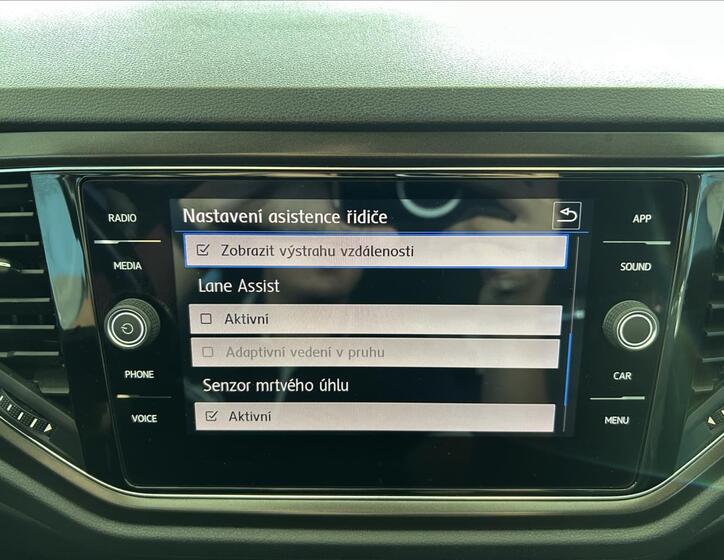 RADIO
MEDIA
PHONE
VOICE
Nastavení asistence řidiče
Zobrazit výstrahu vzdálenosti
Lane Assist
Aktivní
Adaptivní vedení v pruhu
Senzor mrtvého úhlu
Aktivní
APP
SOUND
CAR
MENU